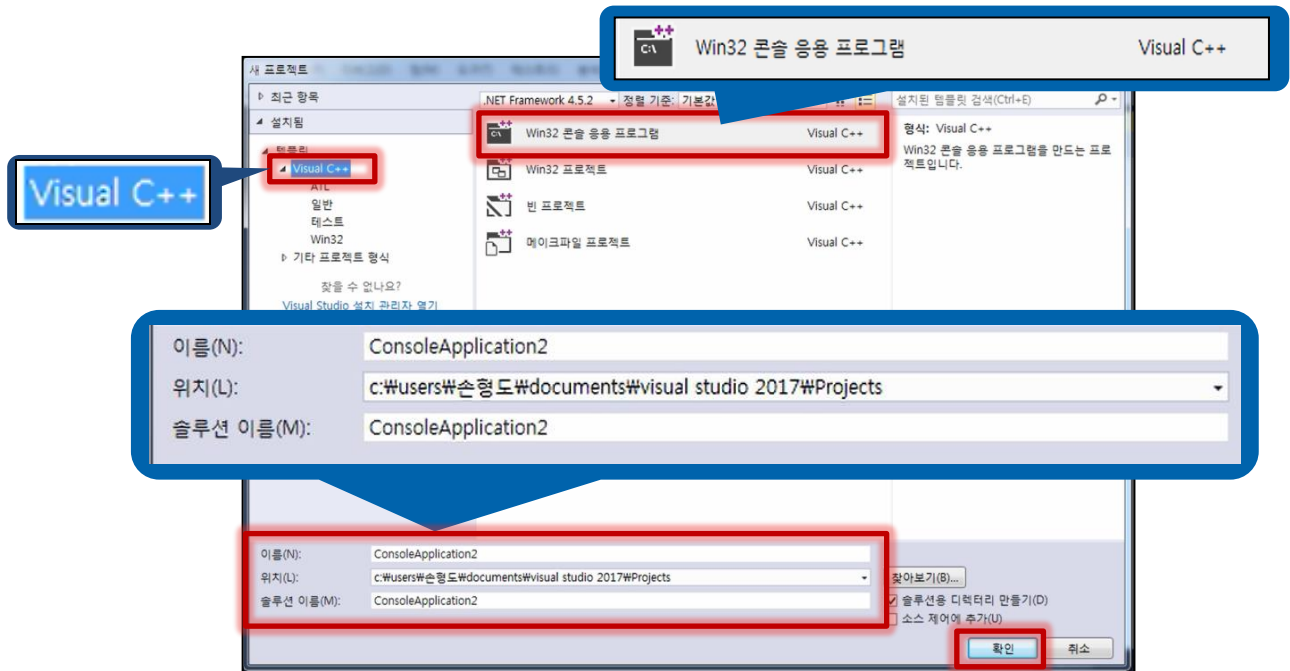 Win32 콘솔 응용 프로그램 Visual C++
새 프로젝트
▷ 최근 항목
.NET Framework 4.5.2 정렬 기준: 기본값
설치된 템플릿 검색(Ctrl+E)
◢ 설치됨
Win32 콘솔 응용 프로그램 Visual C++
형식: Visual C++
Win32 콘솔 응용 프로그램을 만드는 프로
젝트입니다.
◢ 템플릿
◢ Visual C++
Visual C++
ATL
일반
테스트
Win32
▷ 기타 프로젝트 형식
Win32 프로젝트 Visual C++
빈 프로젝트 Visual C++
메이크파일 프로젝트 Visual C++
찾을 수 없나요?
Visual Studio 설치 관리자 열기
이름(N): ConsoleApplication2
위치(L): c:₩users₩손형도₩documents₩visual studio 2017₩Projects
솔루션 이름(M): ConsoleApplication2
이름(N): ConsoleApplication2
위치(L): c:₩users₩손형도₩documents₩visual studio 2017₩Projects
솔루션 이름(M): ConsoleApplication2
찾아보기(B)...
솔루션용 디렉터리 만들기(D)
소스 제어에 추가(U)
확인 취소